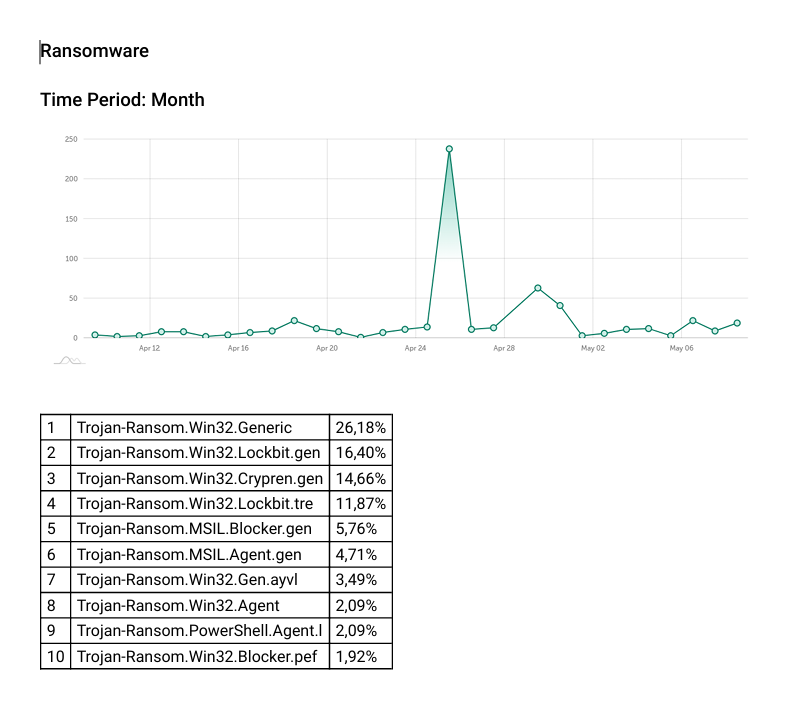 Ransomware
Time Period: Month
250
200
150
100
50
0
Apr 12 Apr 16 Apr 20 Apr 24 Apr 28 May 02 May 06
1 Trojan-Ransom.Win32.Generic 26,18%
2 Trojan-Ransom.Win32.Lockbit.gen 16,40%
3 Trojan-Ransom.Win32.Crypren.gen 14,66%
4 Trojan-Ransom.Win32.Lockbit.tre 11,87%
5 Trojan-Ransom.MSIL.Blocker.gen 5,76%
6 Trojan-Ransom.MSIL.Agent.gen 4,71%
7 Trojan-Ransom.Win32.Gen.ayvl 3,49%
8 Trojan-Ransom.Win32.Agent 2,09%
9 Trojan-Ransom.PowerShell.Agent.l 2,09%
10 Trojan-Ransom.Win32.Blocker.pef 1,92%